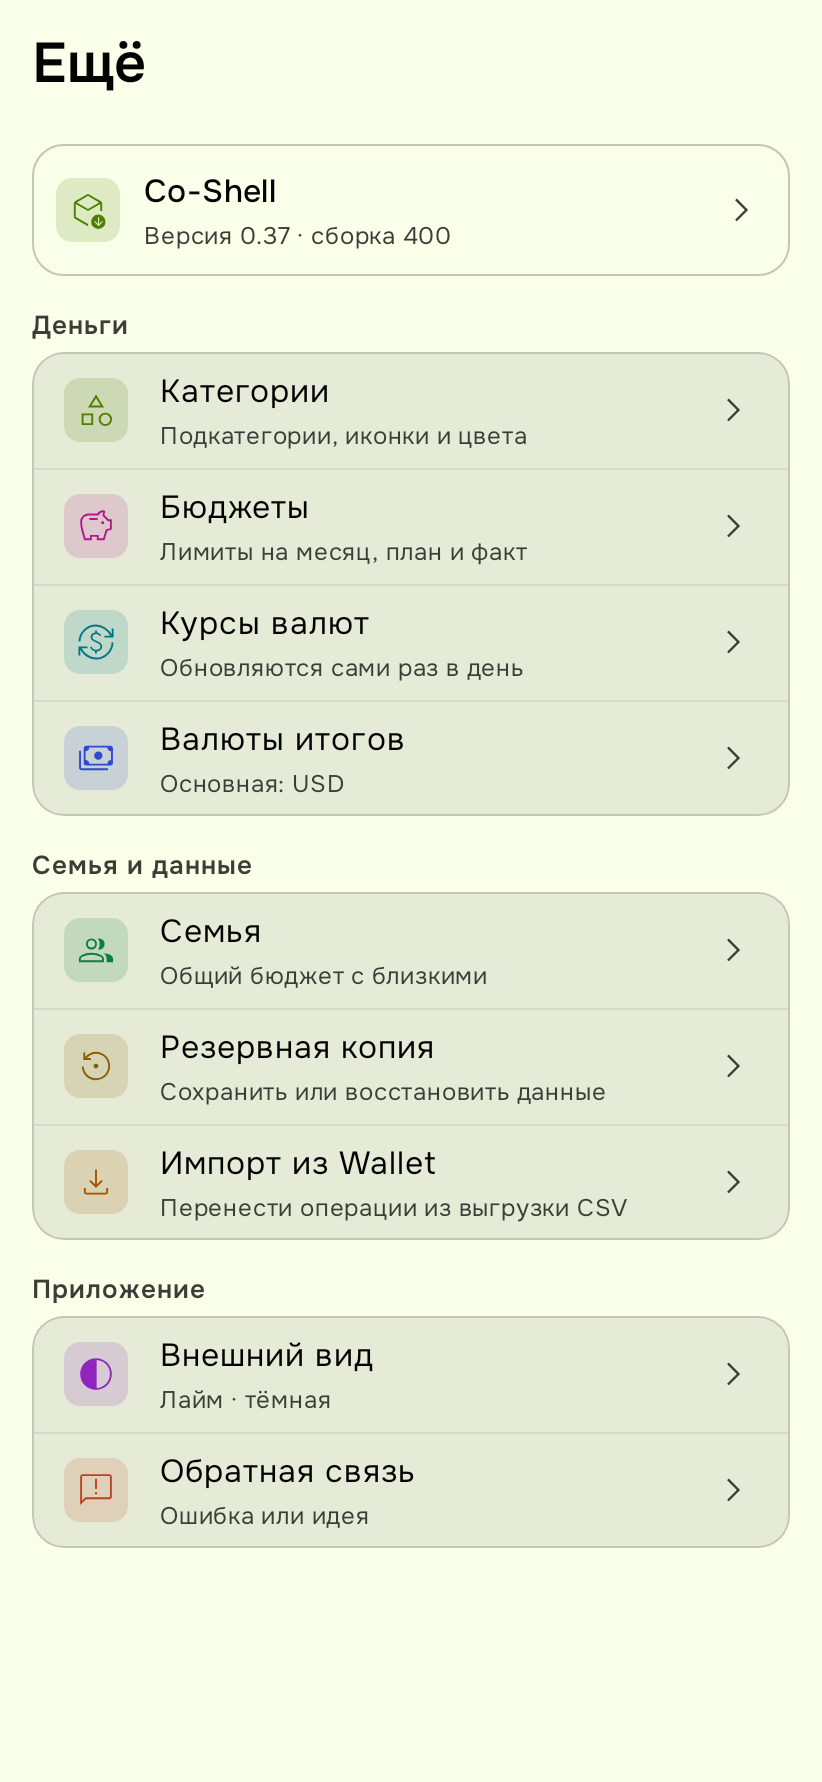 Ещё
Co-Shell
Версия 0.37 · сборка 400
Деньги
Категории
Подкатегории, иконки и цвета
Бюджеты
Лимиты на месяц, план и факт
Курсы валют
Обновляются сами раз в день
Валюты итогов
Основная: USD
Семья и данные
Семья
Общий бюджет с близкими
Резервная копия
Сохранить или восстановить данные
Импорт из Wallet
Перенести операции из выгрузки CSV
Приложение
Внешний вид
Лайм · тёмная
Обратная связь
Ошибка или идея